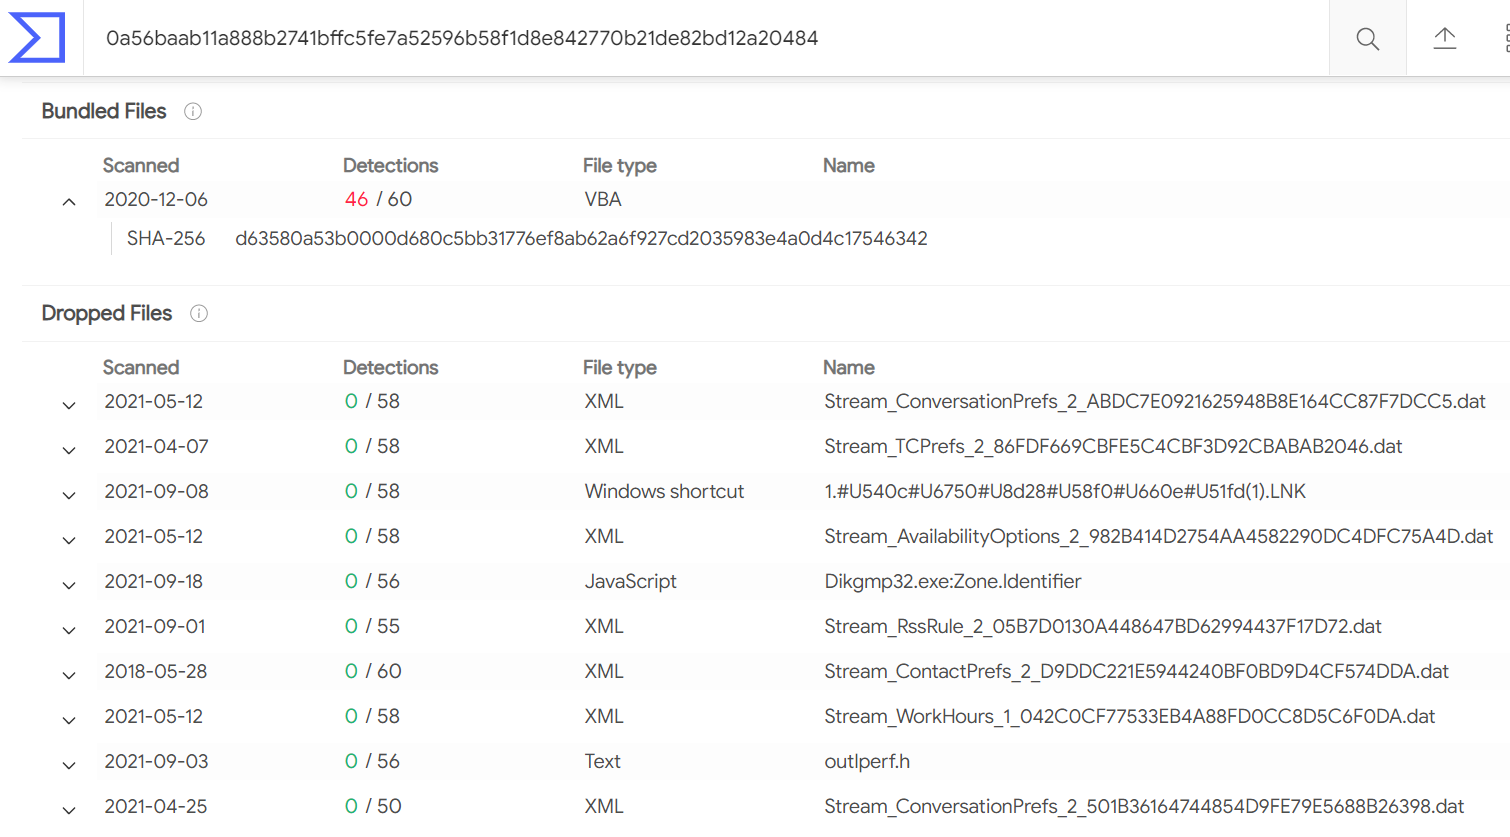 0a56baab11a888b2741bffc5fe7a52596b58f1d8e842770b21de82bd12a20484
Bundled Files
Scanned Detections File type Name
2020-12-06 46 / 60 VBA
SHA-256 d63580a53b0000d680c5bb31776ef8ab62a6f927cd2035983e4a0d4c17546342
Dropped Files
Scanned Detections File type Name
2021-05-12 0 / 58 XML Stream_ConversationPrefs_2_ABDC7E0921625948B8E164CC87F7DCC5.dat
2021-04-07 0 / 58 XML Stream_TCPrefs_2_86FDF669CBFE5C4CBF3D92CBABAB2046.dat
2021-09-08 0 / 58 Windows shortcut 1.#U540c#U6750#U8d28#U58f0#U660e#U51fd(1).LNK
2021-05-12 0 / 58 XML Stream_AvailabilityOptions_2_982B414D2754AA4582290DC4DFC75A4D.dat
2021-09-18 0 / 56 JavaScript Dikgmp32.exe:Zone.Identifier
2021-09-01 0 / 55 XML Stream_RssRule_2_05B7D0130A448647BD62994437F17D72.dat
2018-05-28 0 / 60 XML Stream_ContactPrefs_2_D9DDC221E5944240BF0BD9D4CF574DDA.dat
2021-05-12 0 / 58 XML Stream_WorkHours_1_042C0CF77533EB4A88FD0CC8D5C6F0DA.dat
2021-09-03 0 / 56 Text outlperf.h
2021-04-25 0 / 50 XML Stream_ConversationPrefs_2_501B36164744854D9FE79E5688B26398.dat